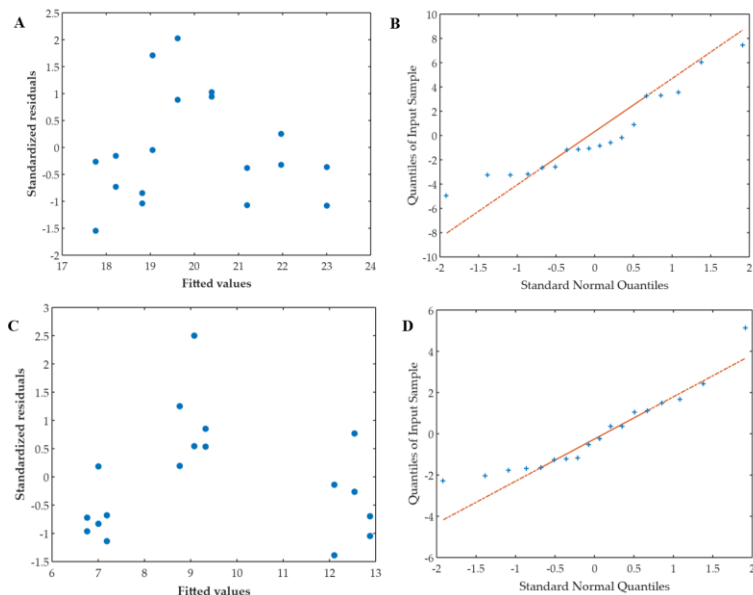 A
2.5
2
1.5
1
0.5
0
-0.5
-1
-1.5
-2
17 18 19 20 21 22 23 24
Standardized residuals
Fitted values
B
10
8
6
4
2
0
-2
-4
-6
-8
-10
-2 -1.5 -1 -0.5 0 0.5 1 1.5 2
Quantiles of Input Sample
Standard Normal Quantiles
C
3
2.5
2
1.5
1
0.5
0
-0.5
-1
-1.5
6 7 8 9 10 11 12 13
Standardized residuals
Fitted values
D
6
4
2
0
-2
-4
-6
-2 -1.5 -1 -0.5 0 0.5 1 1.5 2
Quantiles of Input Sample
Standard Normal Quantiles